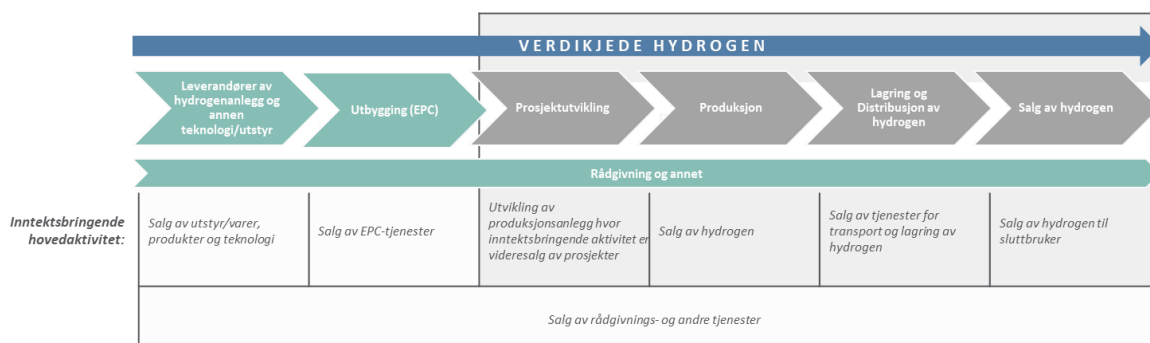 VERDIKJEDE HYDROGEN
Leverandører av
hydrogenanlegg og
annen
teknologi/utstyr
Utbygging (EPC)
Prosjektutvikling
Produksjon
Lagring og
Distribusjon av
hydrogen
Salg av hydrogen
Rådgivning og annet
Inntektsbringende
hovedaktivitet:
Salg av utstyr/varer,
produkter og teknologi
Salg av EPC-tjenester
Utvikling av
produksjonsanlegg hvor
inntektsbringende aktivitet er
videresalg av prosjekter
Salg av hydrogen
Salg av tjenester for
transport og lagring av
hydrogen
Salg av hydrogen til
sluttbruker
Salg av rådgivnings- og andre tjenester